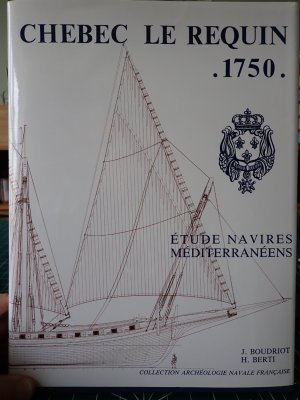 CHEBEC LE REQUIN
.1750.
ÉTUDE NAVIRES
MÉDITERRANÉENS
J. BOUDRIOT
H. BERTI
COLLECTION ARCHÉOLOGIE NAVALE FRANÇAISE